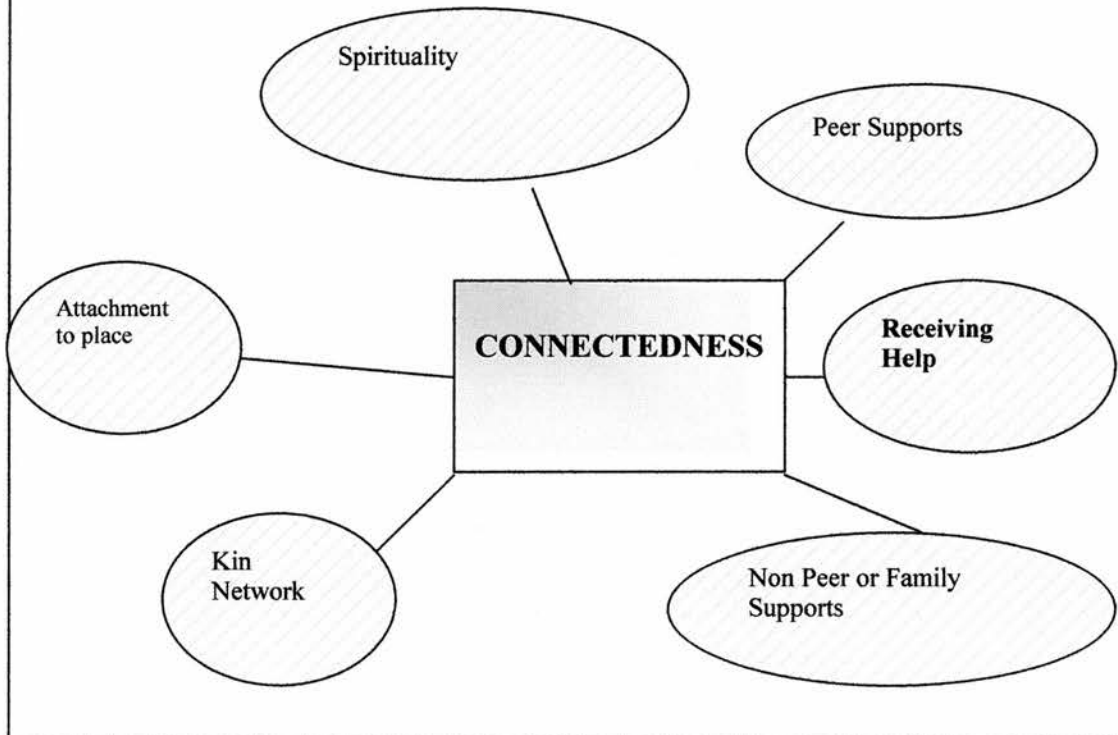 Spirituality
Peer Supports
Attachment
to place
CONNECTEDNESS
Receiving
Help
Kin
Network
Non Peer or Family
Supports